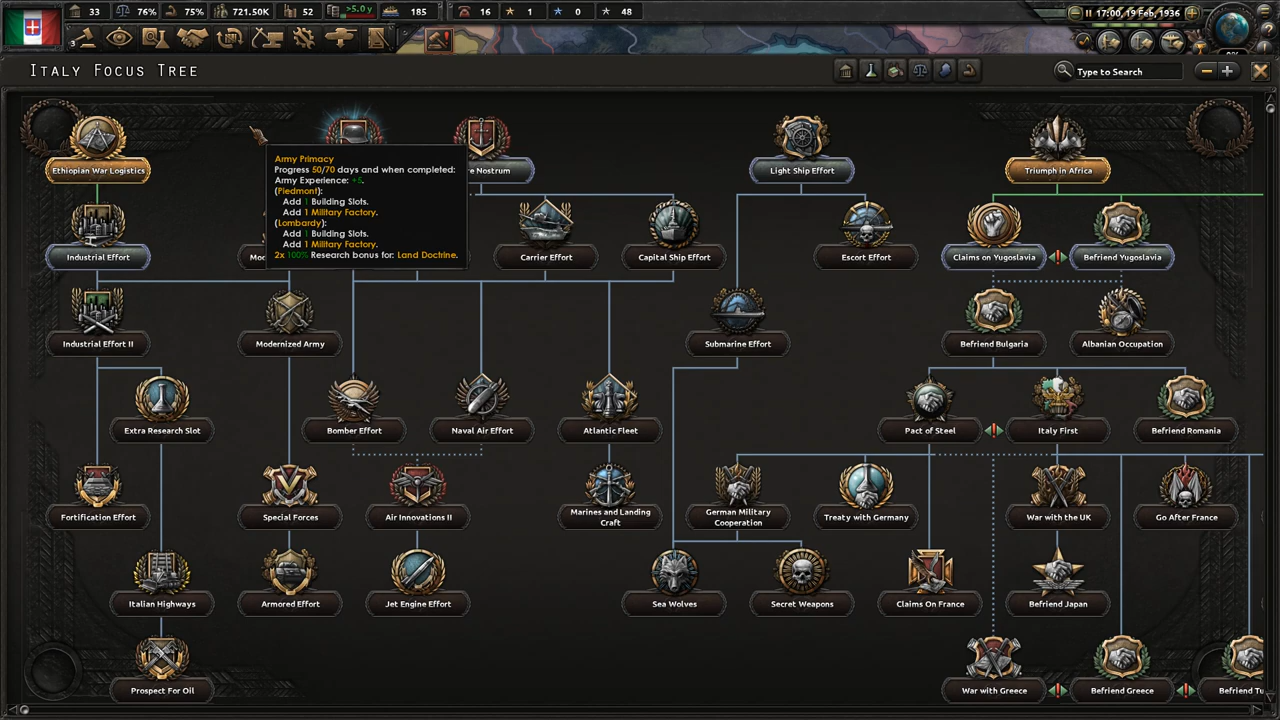 33
76%
75%
721.50K
52
>5.0 y
185
16
1
0
48
II 17:00, 19 Feb, 1936
3
Italy Focus Tree
Type to Search
Army Primacy
Progress 50/70 days and when completed:
Army Experience: +5.
(Piedmont):
Add 1 Building Slots.
Add 1 Military Factory.
(Lombardy):
Add 1 Building Slots.
Add 1 Military Factory.
2x 100% Research bonus for: Land Doctrine.
Ethiopian War Logistics
re Nostrum
Light Ship Effort
Triumph in Africa
Industrial Effort
Carrier Effort
Capital Ship Effort
Escort Effort
Claims on Yugoslavia
Befriend Yugoslavia
Industrial Effort II
Modernized Army
Submarine Effort
Befriend Bulgaria
Albanian Occupation
Extra Research Slot
Bomber Effort
Naval Air Effort
Atlantic Fleet
Pact of Steel
Italy First
Befriend Romania
Fortification Effort
Special Forces
Air Innovations II
Marines and Landing
Craft
German Military
Cooperation
Treaty with Germany
War with the UK
Go After France
Italian Highways
Armored Effort
Jet Engine Effort
Sea Wolves
Secret Weapons
Claims On France
Befriend Japan
Prospect For Oil
War with Greece
Befriend Greece
Befriend Tu